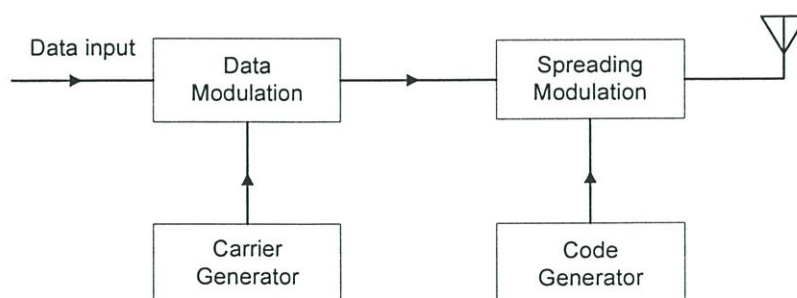 Data input
Data
Modulation
Spreading
Modulation
Carrier
Generator
Code
Generator